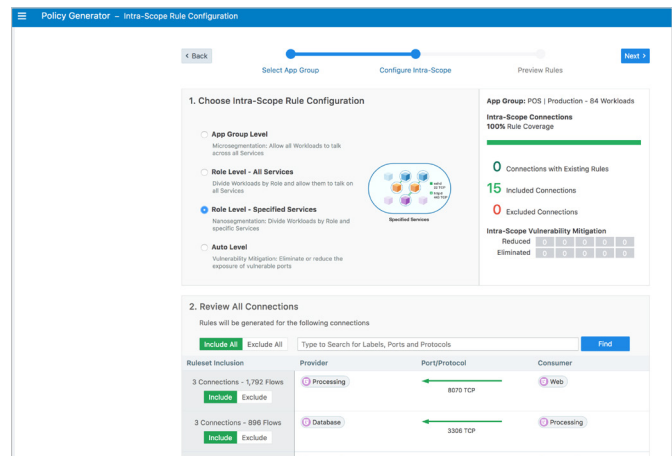 Policy Generator – Intra-Scope Rule Configuration
< Back
Next >
Select App Group
Configure Intra-Scope
Preview Rules
1. Choose Intra-Scope Rule Configuration
App Group Level
Microsegmentation: Allow all Workloads to talk
across all Services
Role Level - All Services
Divide Workloads by Role and allow them to talk on
all Services
Role Level - Specified Services
Nanosegmentation: Divide Workloads by Role and
specific Services
Auto Level
Vulnerability Mitigation: Eliminate or reduce the
exposure of vulnerable ports
sshd
22 TCP
TCP
Specified Services
App Group: POS | Production - 84 Workloads
Intra-Scope Connections
100% Rule Coverage
0 Connections with Existing Rules
15 Included Connections
0 Excluded Connections
Intra-Scope Vulnerability Mitigation
Reduced 0 0 0 0 0
Eliminated 0 0 0 0 0
2. Review All Connections
Rules will be generated for the following connections
Include All Exclude All Type to Search for Labels, Ports and Protocols Find
Ruleset Inclusion Provider Port/Protocol Consumer
3 Connections - 1,792 Flows Processing Web
Include Exclude 8070 TCP
3 Connections - 896 Flows Database Processing
Include Exclude 3306 TCP